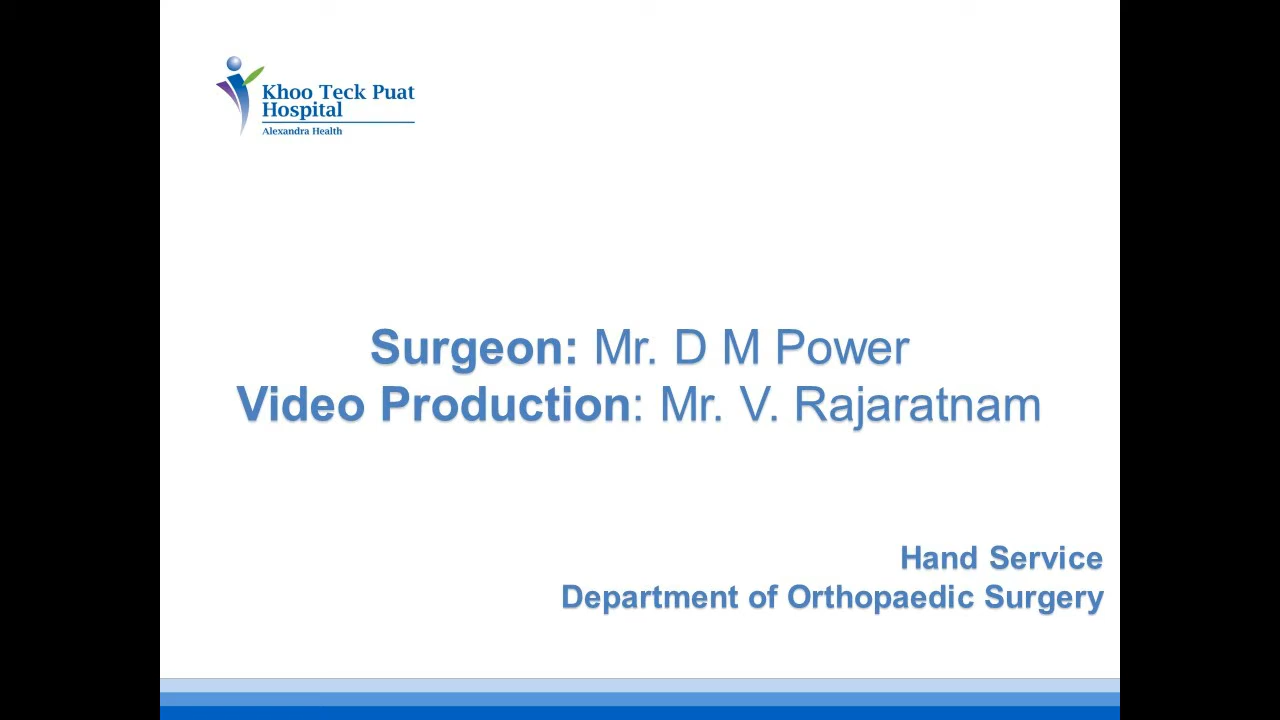 Khoo Teck Puat
Hospital
Alexandra Health
Surgeon: Mr. D M Power
Video Production: Mr. V. Rajaratnam
Hand Service
Department of Orthopaedic Surgery